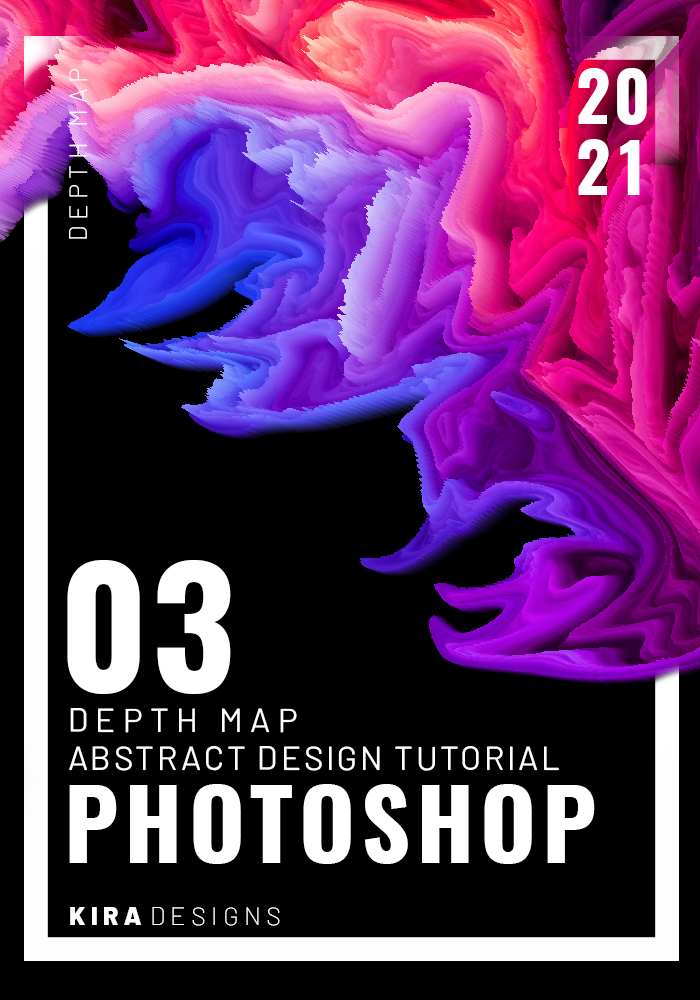 DEPTH MAP
20
21
03
DEPTH MAP
ABSTRACT DESIGN TUTORIAL
PHOTOSHOP
KIRA DESIGNS